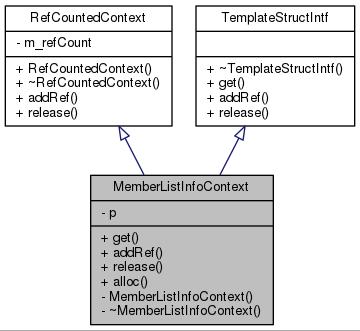 RefCountedContext
- m_refCount
+ RefCountedContext()
+ ~RefCountedContext()
+ addRef()
+ release()
TemplateStructIntf
+ ~TemplateStructIntf()
+ get()
+ addRef()
+ release()
MemberListInfoContext
- p
+ get()
+ addRef()
+ release()
+ alloc()
- MemberListInfoContext()
- ~MemberListInfoContext()